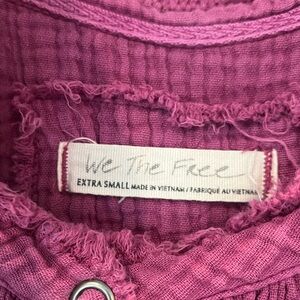 We The Free
EXTRA SMALL MADE IN VIETNAM / FABRIQUÉ AU VIETNAM